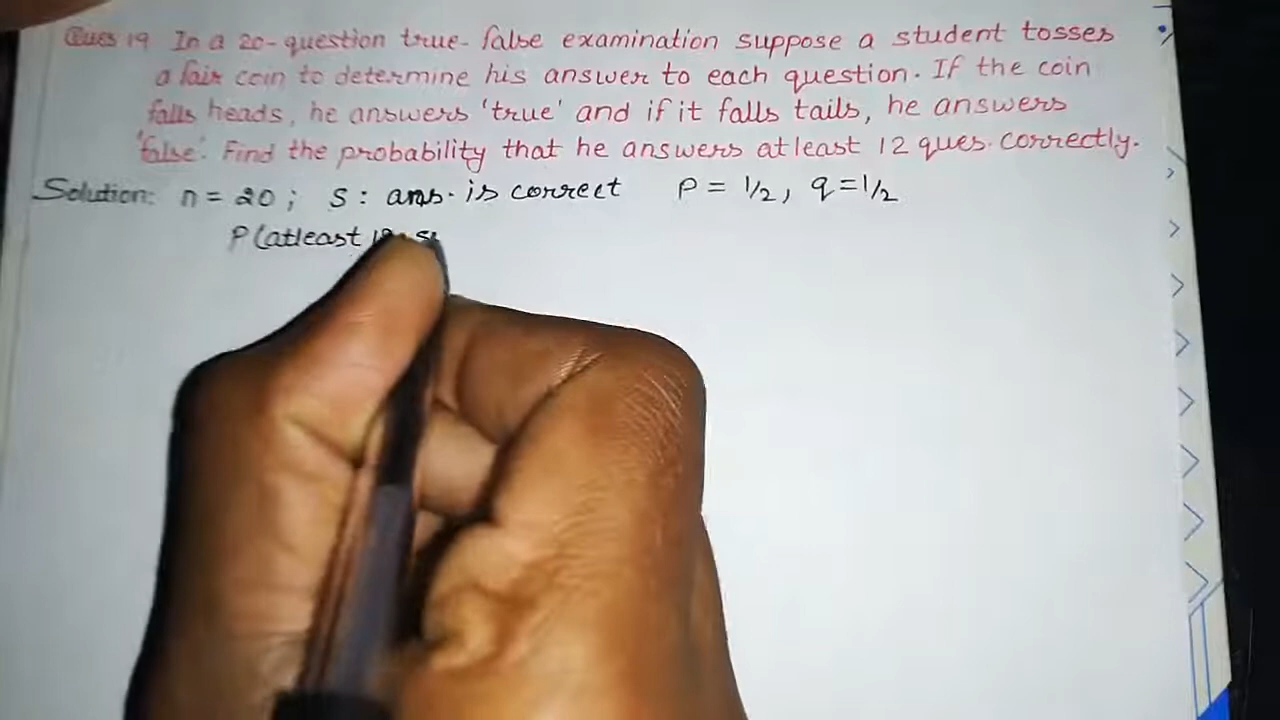 Ques 19 In a 20-question true-false examination suppose a student tosses
a fair coin to determine his answer to each question. If the coin
falls heads, he answers 'true' and if it falls tails, he answers
'false'. Find the probability that he answers atleast 12 ques. correctly.
Solution: n = 20 ; S : ans. is correct P = 1/2, q = 1/2
P(atleast